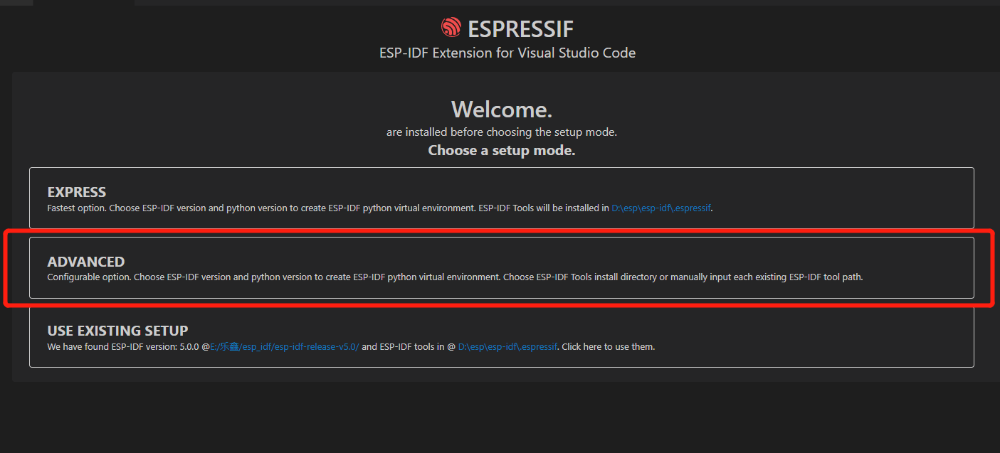 ESPRESSIF
ESP-IDF Extension for Visual Studio Code
Welcome.
are installed before choosing the setup mode.
Choose a setup mode.
EXPRESS
Fastest option. Choose ESP-IDF version and python version to create ESP-IDF python virtual environment. ESP-IDF Tools will be installed in D:\esp\esp-idf\.espressif.
ADVANCED
Configurable option. Choose ESP-IDF version and python version to create ESP-IDF python virtual environment. Choose ESP-IDF Tools install directory or manually input each existing ESP-IDF tool path.
USE EXISTING SETUP
We have found ESP-IDF version: 5.0.0 @E:/乐鑫/esp_idf/esp-idf-release-v5.0/ and ESP-IDF tools in @ D:\esp\esp-idf\.espressif. Click here to use them.